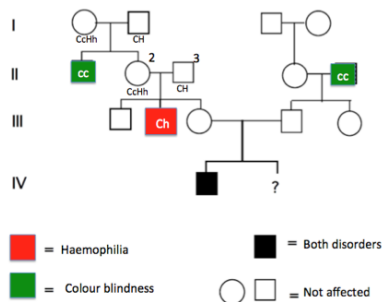 I
CcHh
CH
II
cc
2
3
cc
CcHh
CH
III
Ch
IV
?
= Haemophilia
= Both disorders
= Colour blindness
= Not affected